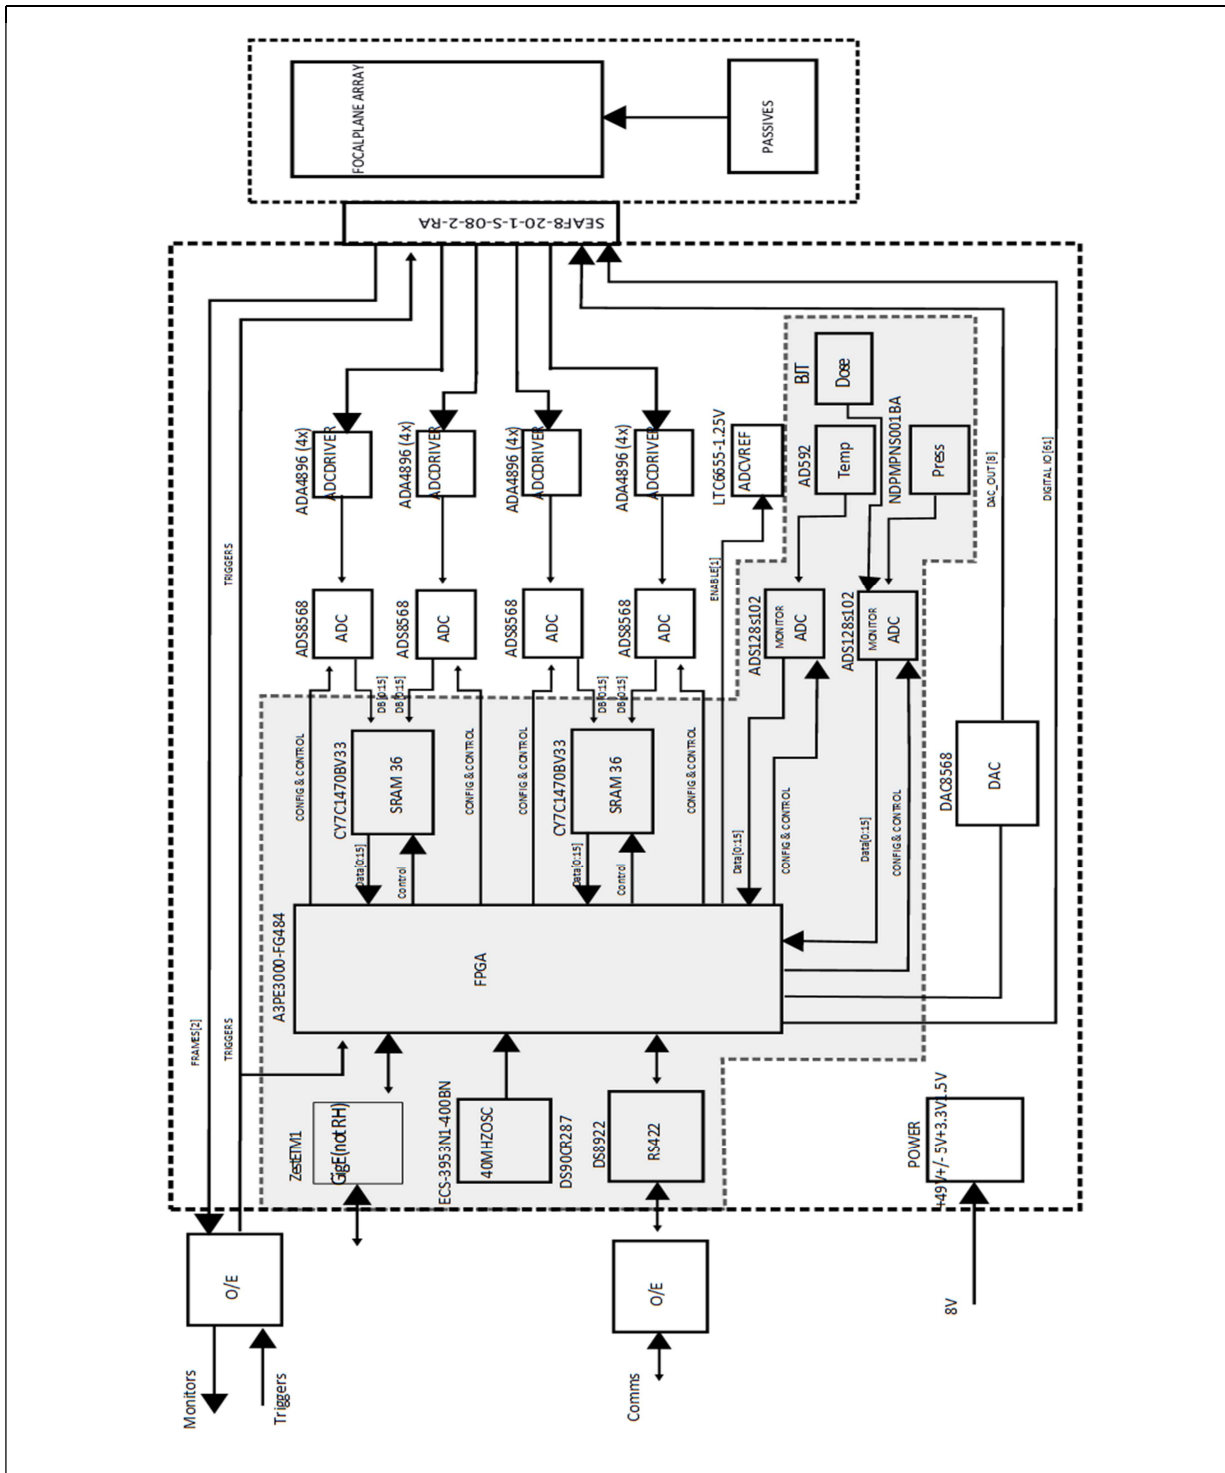 FOCALPLANE ARRAY
PASSIVES
SEAF8-20-1-S-08-2-RA
TRIGGERS
ADA4896 (4x)
ADCDRIVER
ADA4896 (4x)
ADCDRIVER
ADA4896 (4x)
ADCDRIVER
ADA4896 (4x)
ADCDRIVER
LTC6655-1.25V
ADCVREF
BJT
Dose
AD592
Temp
NDPMPNS001BA
Press
DAC_OUT[8]
DIGITAL IO[61]
ENABLE[1]
ADS8568
ADC
ADS8568
ADC
ADS8568
ADC
ADS8568
ADC
ADS128s102
MONITOR
ADC
ADS128s102
MONITOR
ADC
DB[0:15]
DB[0:15]
DB[0:15]
DB[0:15]
CONFIG & CONTROL
CY7C1470BV33
SRAM 36
CONFIG & CONTROL
CONFIG & CONTROL
CY7C1470BV33
SRAM 36
CONFIG & CONTROL
Data[0:15]
Control
Data[0:15]
Control
Data[0:15]
CONFIG & CONTROL
Data[0:15]
CONFIG & CONTROL
DAC8568
DAC
A3PE3000-FG484
FPGA
FRAMES[2]
TRIGGERS
ZestETM1
GigE(not RH)
ECS-3953N1-400BN
40MHZOSC
DS90CR287
DS8922
RS422
POWER
+49V+/- 5V+3.3V1.5V
O/E
O/E
8V
Monitors
Triggers
Comms